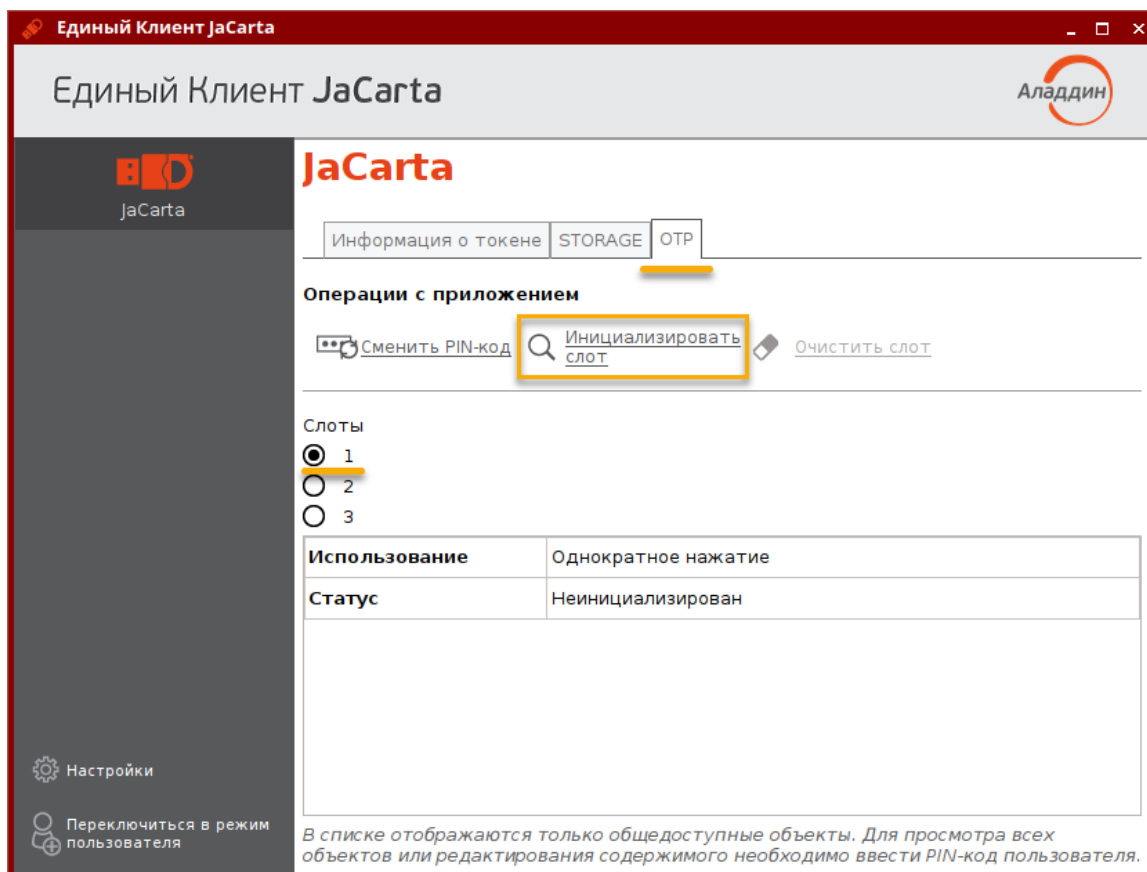 Единый Клиент JaCarta
Единый Клиент JaCarta
Аладдин
JaCarta
JaCarta
Информация о токене
STORAGE
OTP
Операции с приложением
Сменить PIN-код
Инициализировать
слот
Очистить слот
Слоты
1
2
3
Использование
Однократное нажатие
Статус
Неинициализирован
Настройки
Переключиться в режим
пользователя
В списке отображаются только общедоступные объекты. Для просмотра всех
объектов или редактирования содержимого необходимо ввести PIN-код пользователя.